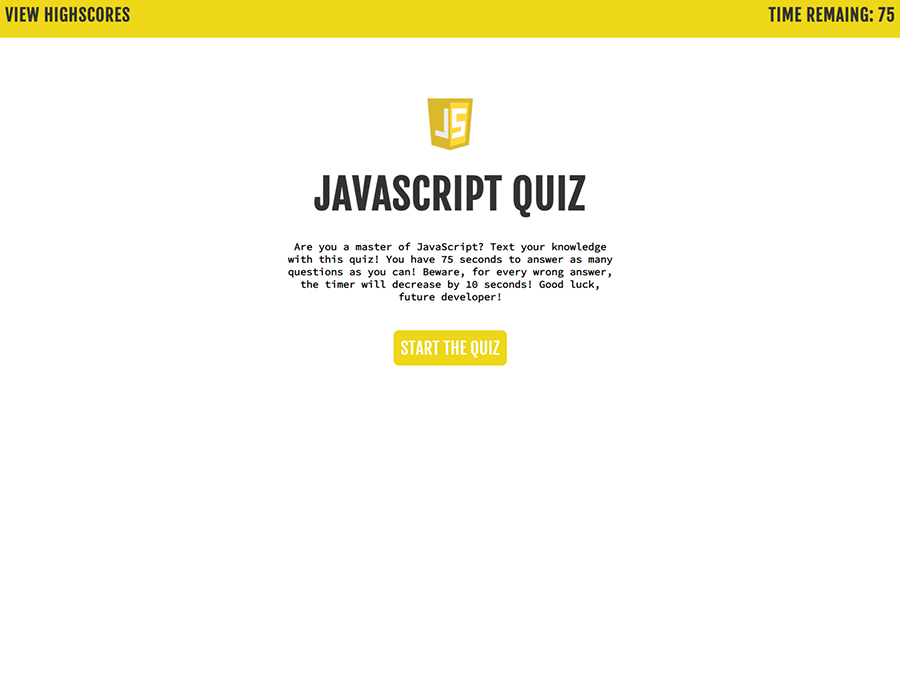 VIEW HIGHSCORES
TIME REMAING: 75
JS
JAVASCRIPT QUIZ
Are you a master of JavaScript? Text your knowledge
with this quiz! You have 75 seconds to answer as many
questions as you can! Beware, for every wrong answer,
the timer will decrease by 10 seconds! Good luck,
future developer!
START THE QUIZ